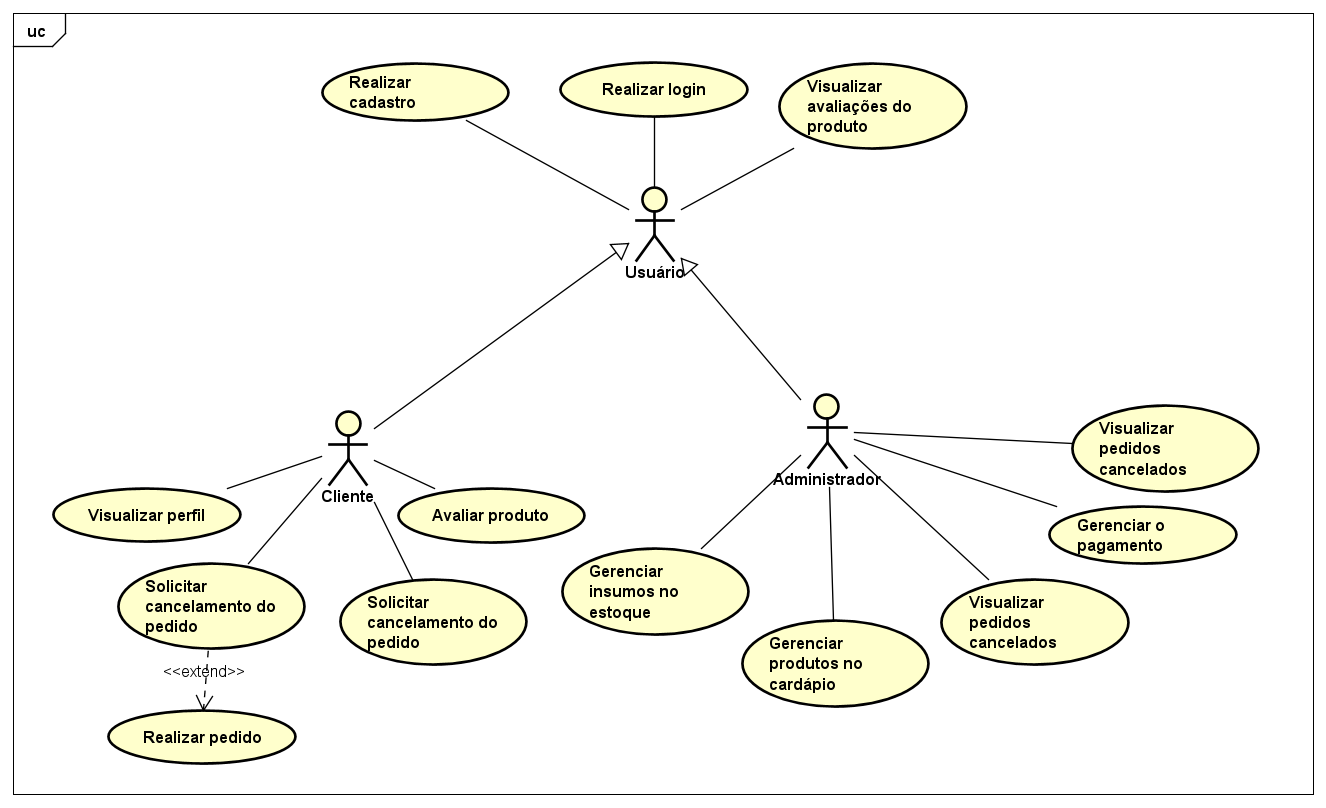 uc
Realizar
cadastro
Realizar login
Visualizar
avaliações do
produto
Usuário
Cliente
Administrador
Visualizar
pedidos
cancelados
Visualizar perfil
Avaliar produto
Gerenciar o
pagamento
Solicitar
cancelamento do
pedido
Solicitar
cancelamento do
pedido
Gerenciar
insumos no
estoque
Visualizar
pedidos
cancelados
Gerenciar
produtos no
cardápio
<<extend>>
Realizar pedido